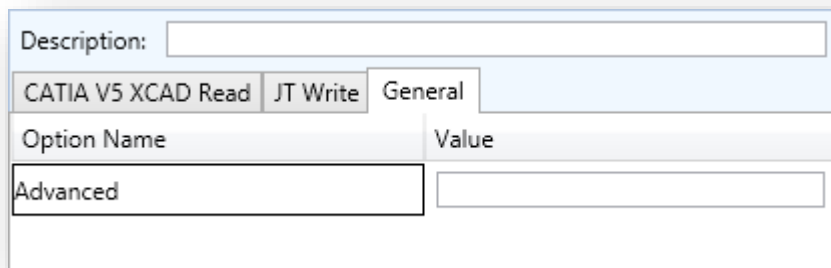 Description:
CATIA V5 XCAD Read JT Write General
Option Name Value
Advanced